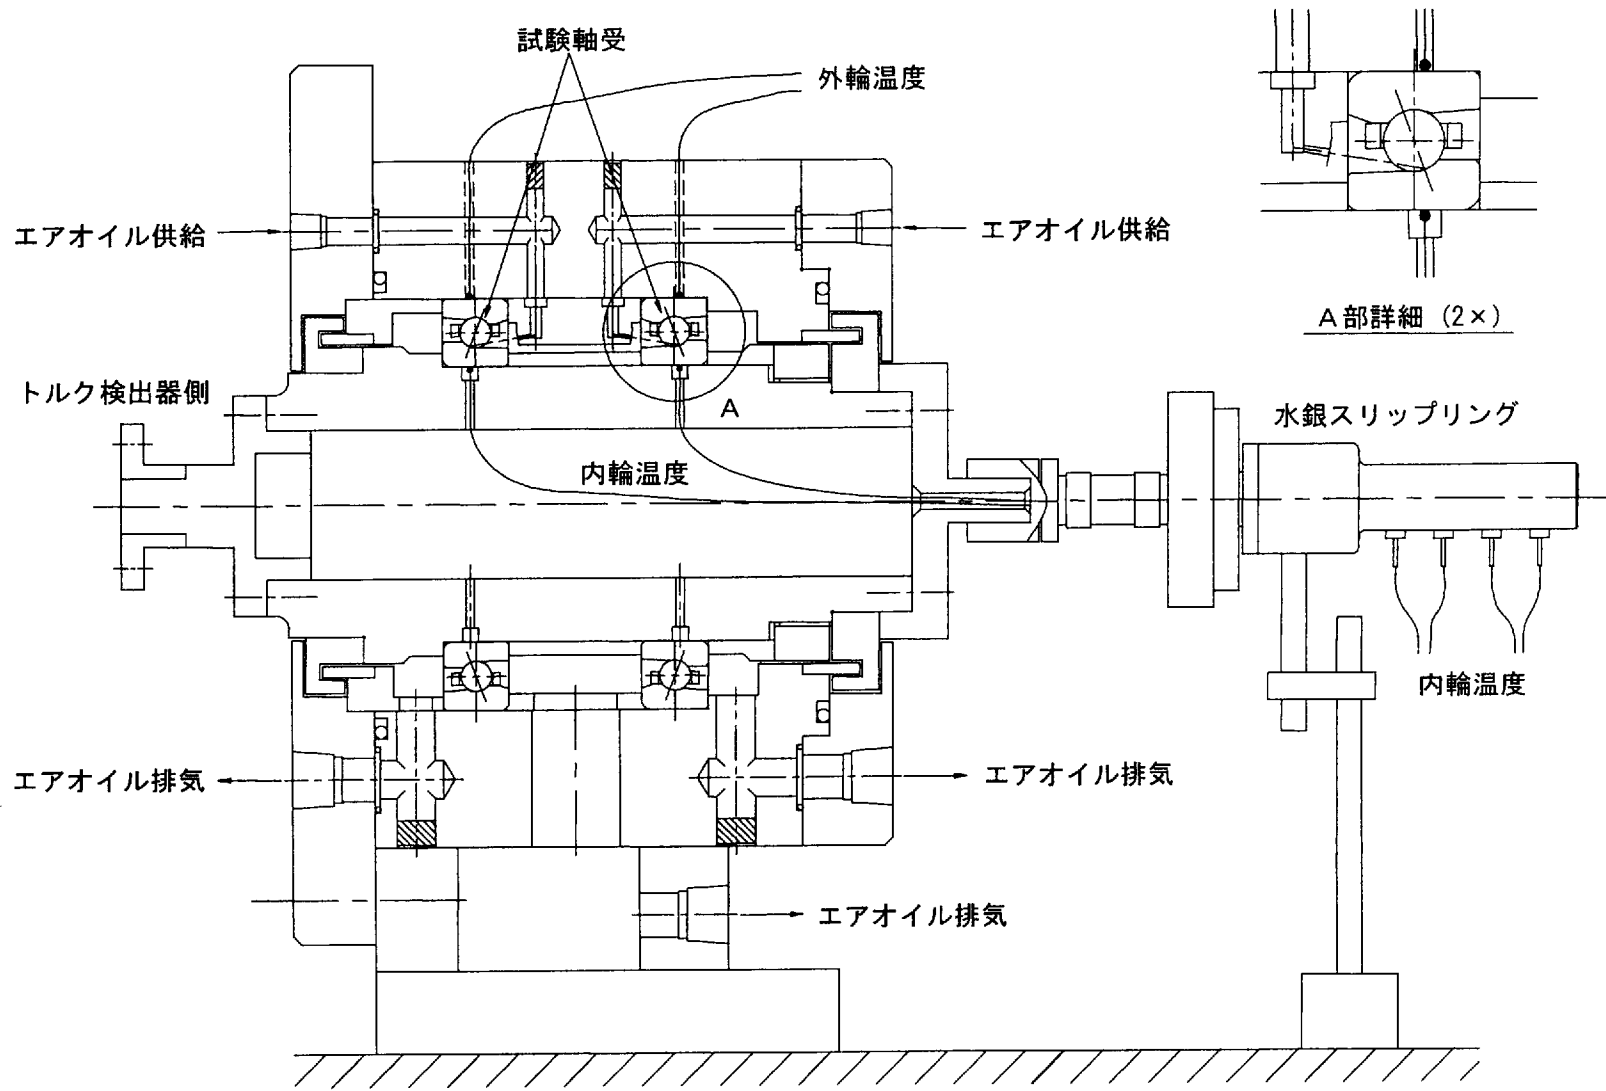 試験軸受
外輪温度
エアオイル供給
エアオイル供給
A部詳細 (2×)
トルク検出器側
A
水銀スリップリング
内輪温度
内輪温度
エアオイル排気
エアオイル排気
エアオイル排気